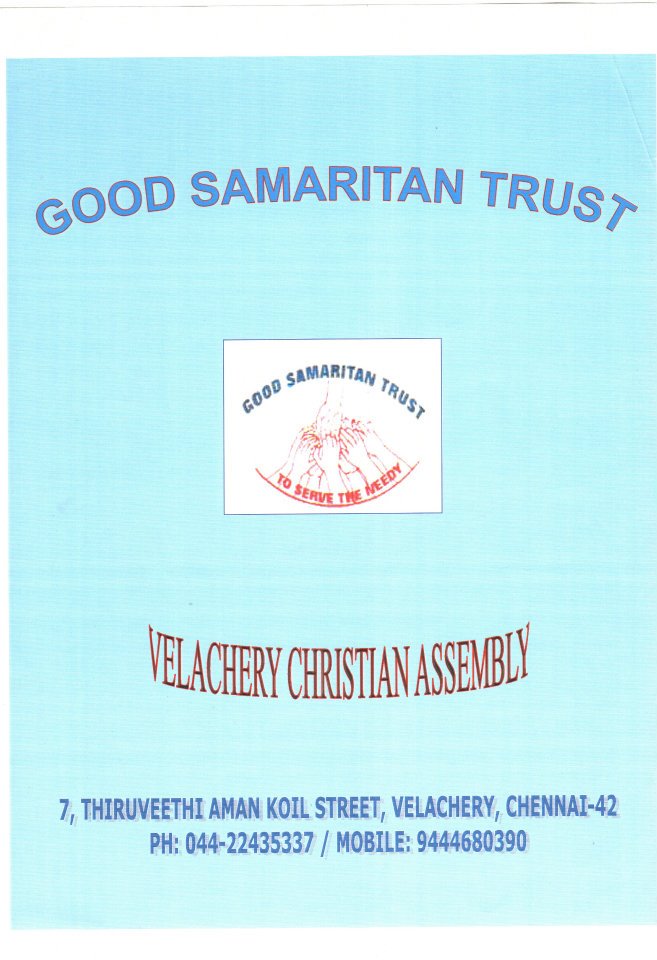 GOOD SAMARITAN TRUST
GOOD SAMARITAN TRUST
TO SERVE THE NEEDY
VELACHERY CHRISTIAN ASSEMBLY
7, THIRUVEETHI AMAN KOIL STREET, VELACHERY, CHENNAI-42
PH: 044-22435337 / MOBILE: 9444680390